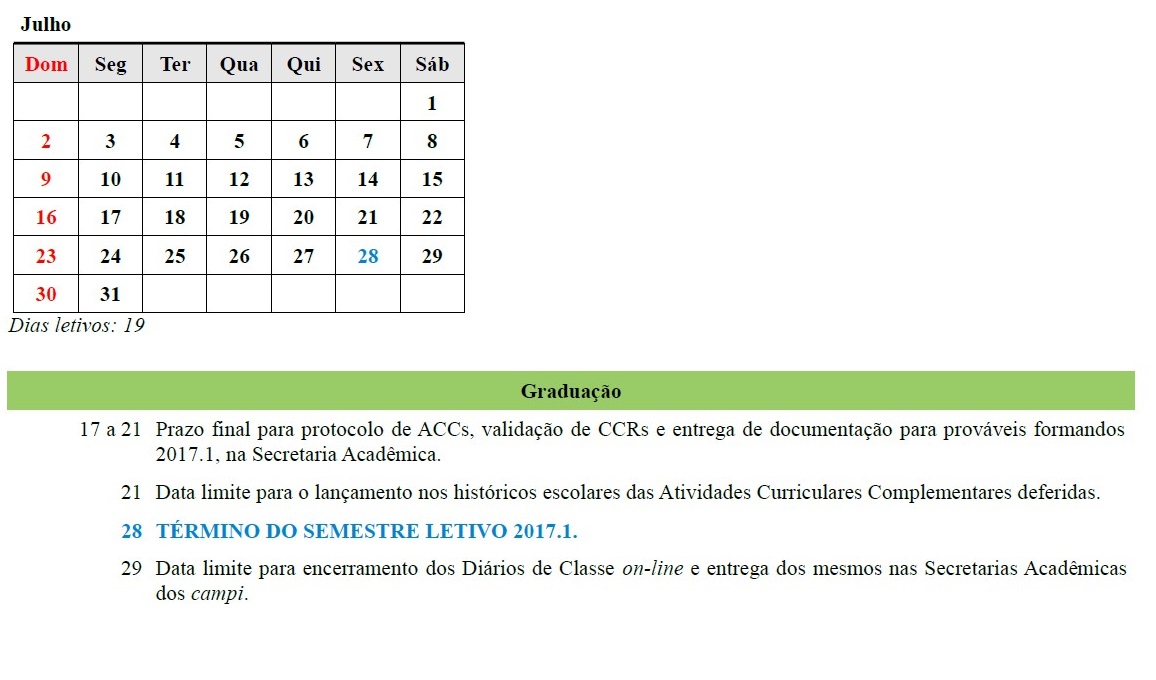 Julho
Dom Seg Ter Qua Qui Sex Sáb
1
2 3 4 5 6 7 8
9 10 11 12 13 14 15
16 17 18 19 20 21 22
23 24 25 26 27 28 29
30 31
Dias letivos: 19
Graduação
17 a 21 Prazo final para protocolo de ACCs, validação de CCRs e entrega de documentação para prováveis formandos
2017.1, na Secretaria Acadêmica.
21 Data limite para o lançamento nos históricos escolares das Atividades Curriculares Complementares deferidas.
28 TÉRMINO DO SEMESTRE LETIVO 2017.1.
29 Data limite para encerramento dos Diários de Classe on-line e entrega dos mesmos nas Secretarias Acadêmicas
dos campi.